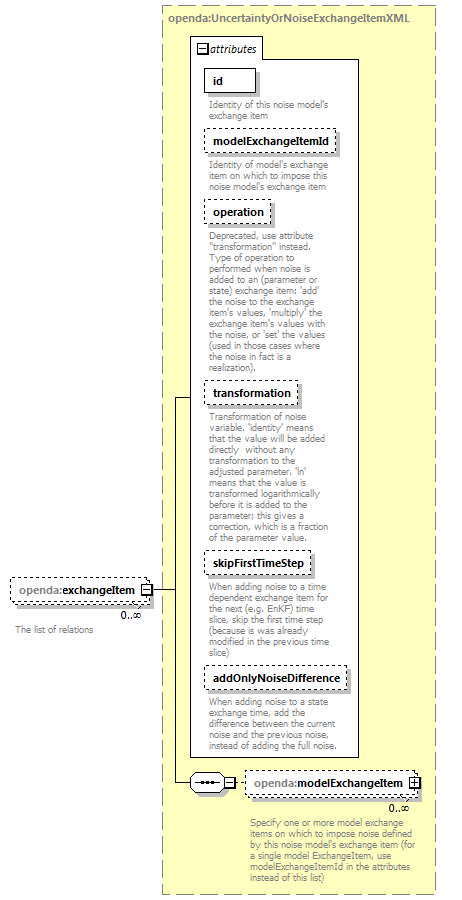 openda:UncertaintyOrNoiseExchangeItemXML
attributes
id
Identity of this noise model's
exchange item
modelExchangeItemId
Identity of model's exchange
item on which to impose this
noise model's exchange item
operation
Deprecated, use attribute
"transformation" instead.
Type of operation to
performed when noise is
added to an (parameter or
state) exchange item: 'add'
the noise to the exchange
item's values, 'multiply' the
exchange item's values with
the noise, or 'set' the values
(used in those cases where
the noise in fact is a
realization).
transformation
Transformation of noise
variable. 'identity' means
that the value will be added
directly  without any
transformation to the
adjusted parameter. 'ln'
means that the value is
transformed logarithmically
before it is added to the
parameter; this gives a
correction, which is a fraction
of the parameter value.
skipFirstTimeStep
When adding noise to a time
dependent exchange item for
the next (e.g. EnKF) time
slice, skip the first time step
(because is was already
modified in the previous time
slice)
addOnlyNoiseDifference
When adding noise to a state
exchange time, add the
difference between the current
noise and the previous noise,
instead of adding the full noise.
openda:exchangeItem
0..∞
The list of relations
openda:modelExchangeItem
0..∞
Specify one or more model exchange
items on which to impose noise defined
by this noise model's exchange item (for
a single model ExchangeItem, use
modelExchangeItemId in the attributes
instead of this list)